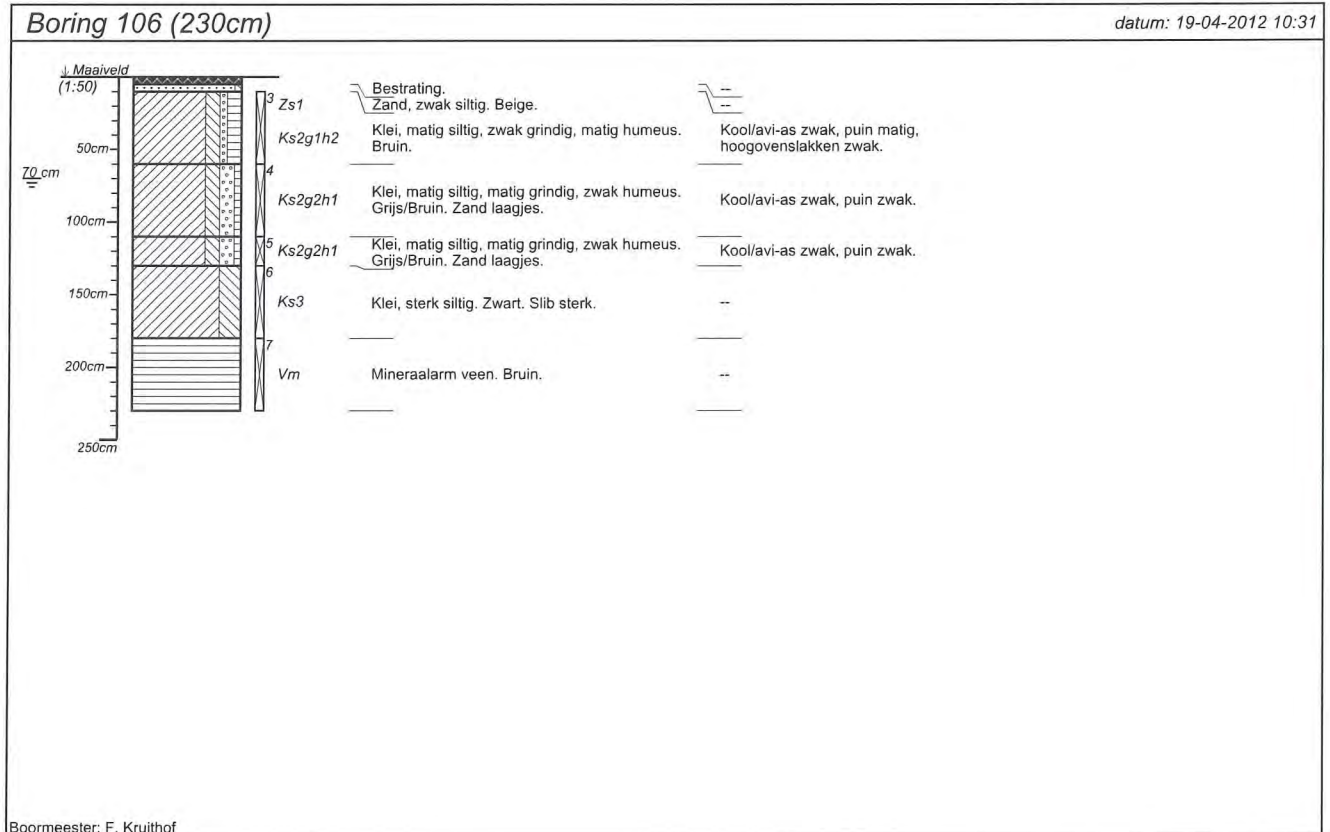 Boring 106 (230cm)
datum: 19-04-2012 10:31
↓ Maaiveld
(1:50)
Bestrating.
--
3
Zs1
Zand, zwak siltig. Beige.
--
Ks2g1h2
Klei, matig siltig, zwak grindig, matig humeus.
Bruin.
Kool/avi-as zwak, puin matig,
hoogovenslakken zwak.
50cm
70 cm
4
Ks2g2h1
Klei, matig siltig, matig grindig, zwak humeus.
Grijs/Bruin. Zand laagjes.
Kool/avi-as zwak, puin zwak.
100cm
5
Ks2g2h1
Klei, matig siltig, matig grindig, zwak humeus.
Grijs/Bruin. Zand laagjes.
Kool/avi-as zwak, puin zwak.
6
150cm
Ks3
Klei, sterk siltig. Zwart. Slib sterk.
--
7
200cm
Vm
Mineraalarm veen. Bruin.
--
250cm
Boormeester: F. Kruithof